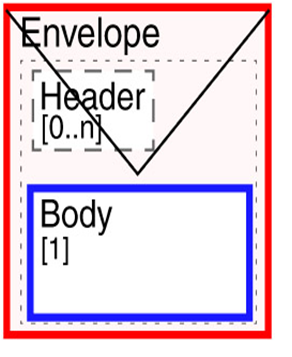 Envelope
Header
[0..n]
Body
[1]